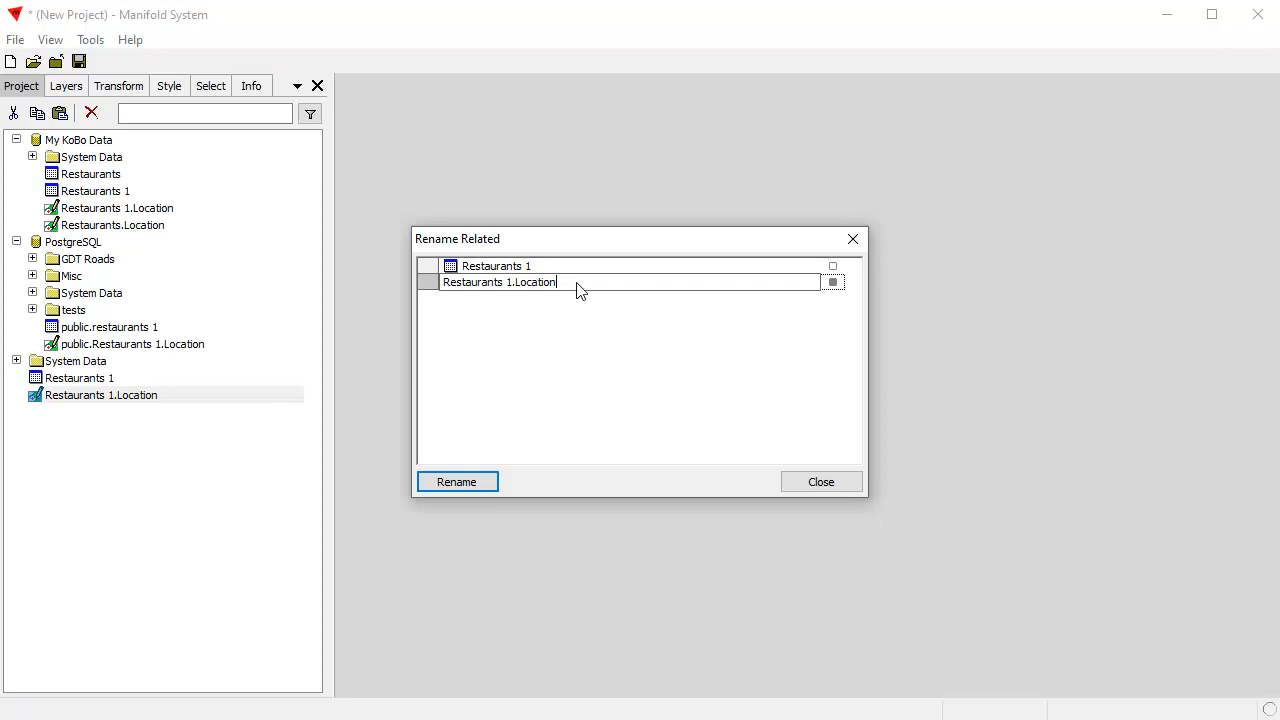 * (New Project) - Manifold System
File View Tools Help
Project Layers Transform Style Select Info
My KoBo Data
System Data
Restaurants
Restaurants 1
Restaurants 1.Location
Restaurants.Location
PostgreSQL
GDT Roads
Misc
System Data
tests
public.restaurants 1
public.Restaurants 1.Location
System Data
Restaurants 1
Restaurants 1.Location
Rename Related
Restaurants 1
Restaurants 1.Location
Rename Close